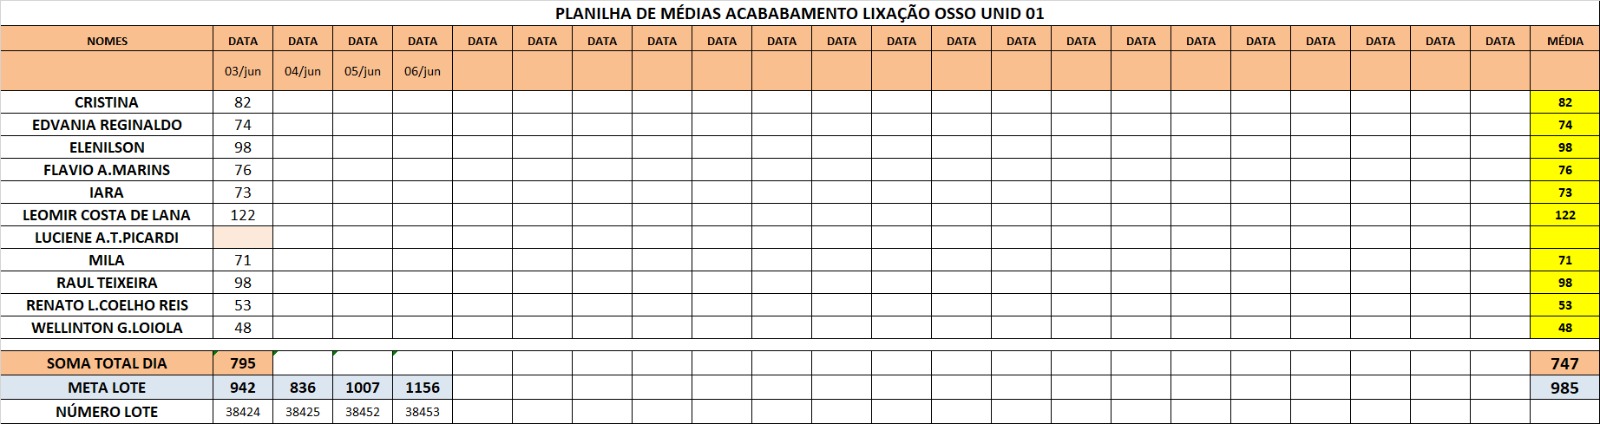 PLANILHA DE MÉDIAS ACABABAMENTO LIXAÇÃO OSSO UNID 01
NOMES DATA DATA DATA DATA DATA DATA DATA DATA DATA DATA DATA DATA DATA DATA DATA DATA DATA DATA DATA DATA DATA DATA MÉDIA
03/jun 04/jun 05/jun 06/jun
CRISTINA 82 82
EDVANIA REGINALDO 74 74
ELENILSON 98 98
FLAVIO A.MARINS 76 76
IARA 73 73
LEOMIR COSTA DE LANA 122 122
LUCIENE A.T.PICARDI
MILA 71 71
RAUL TEIXEIRA 98 98
RENATO L.COELHO REIS 53 53
WELLINTON G.LOIOLA 48 48
SOMA TOTAL DIA 795 747
META LOTE 942 836 1007 1156 985
NÚMERO LOTE 38424 38425 38452 38453